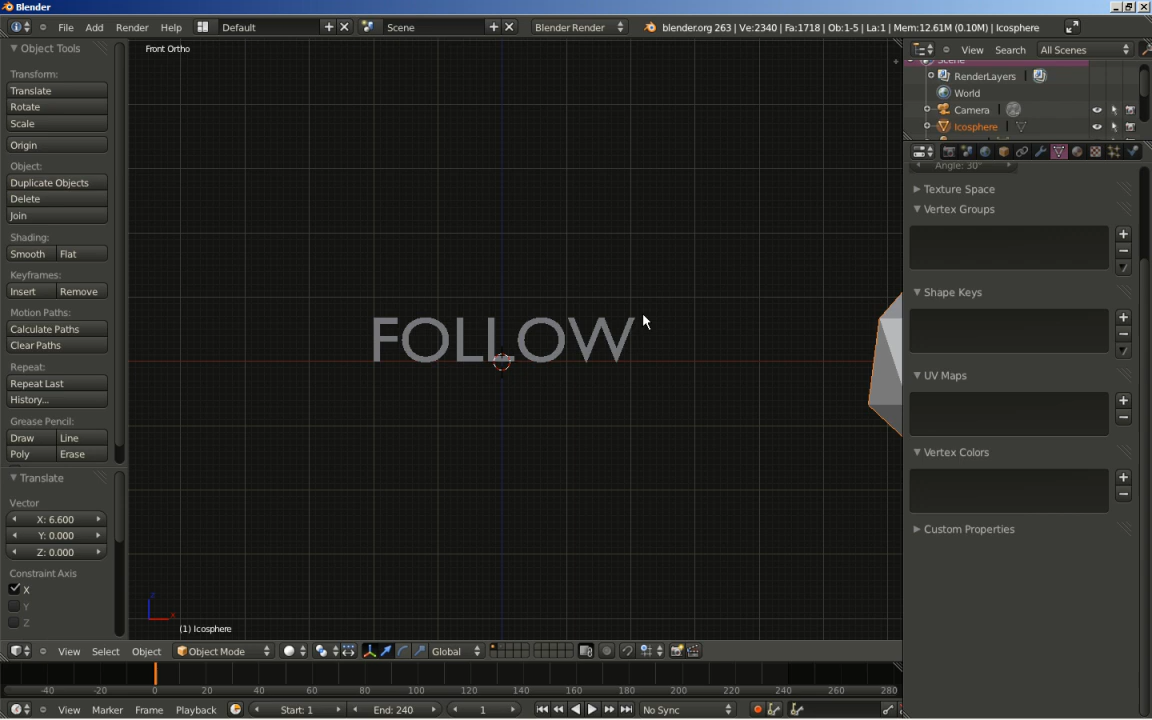 Blender
File Add Render Help Default Scene Blender Render blender.org 263 | Ve:2340 | Fa:1718 | Ob:1-5 | La:1 | Mem:12.61M (0.10M) | Icosphere
Object Tools
Transform:
Translate
Rotate
Scale
Origin
Object:
Duplicate Objects
Delete
Join
Shading:
Smooth Flat
Keyframes:
Insert Remove
Motion Paths:
Calculate Paths
Clear Paths
Repeat:
Repeat Last
History...
Grease Pencil:
Draw Line
Poly Erase
Translate
Vector
X: 6.600
Y: 0.000
Z: 0.000
Constraint Axis
X
Y
Z
Front Ortho
FOLLOW
z
x
(1) Icosphere
View Search All Scenes
Scene
RenderLayers
World
Camera
Icosphere
Angle: 30°
Texture Space
Vertex Groups
Shape Keys
UV Maps
Vertex Colors
Custom Properties
View Select Object Object Mode Global
-40 -20 0 20 40 60 80 100 120 140 160 180 200 220 240 260 280
View Marker Frame Playback Start: 1 End: 240 1 No Sync